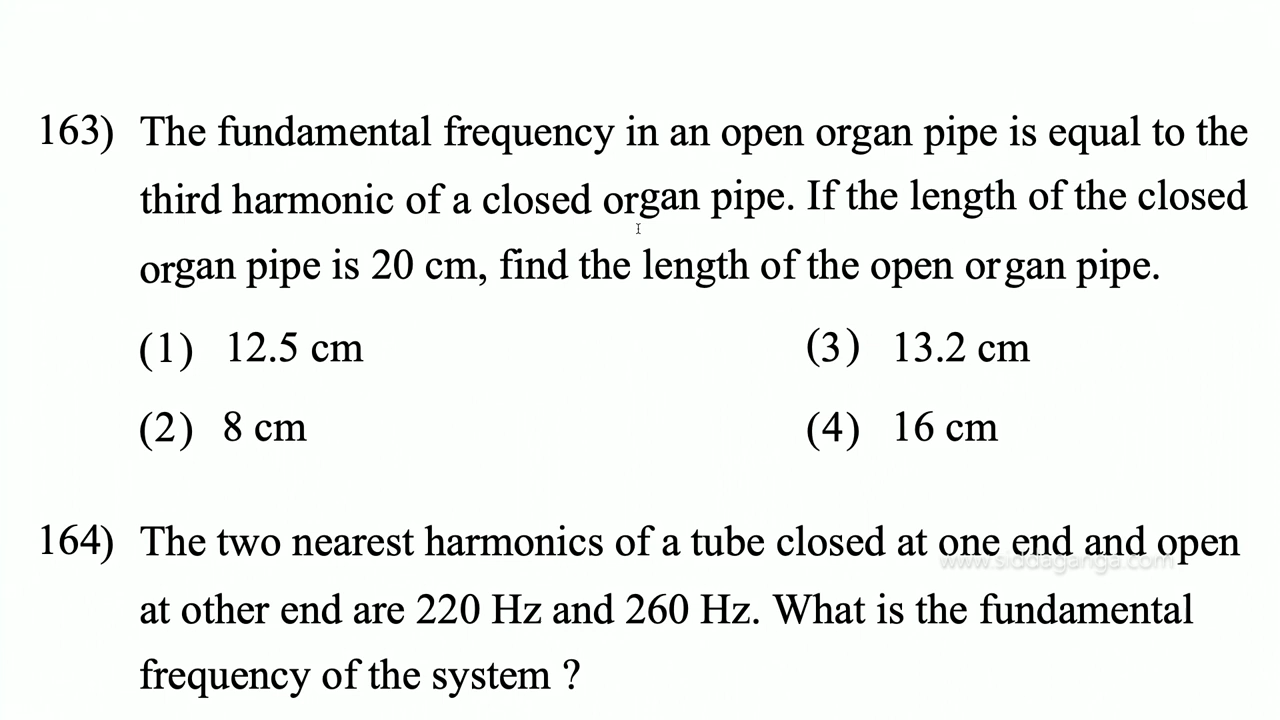 163) The fundamental frequency in an open organ pipe is equal to the
third harmonic of a closed organ pipe. If the length of the closed
organ pipe is 20 cm, find the length of the open organ pipe.
(1) 12.5 cm (3) 13.2 cm
(2) 8 cm (4) 16 cm
164) The two nearest harmonics of a tube closed at one end and open
www.siddaganga.com
at other end are 220 Hz and 260 Hz. What is the fundamental
frequency of the system ?